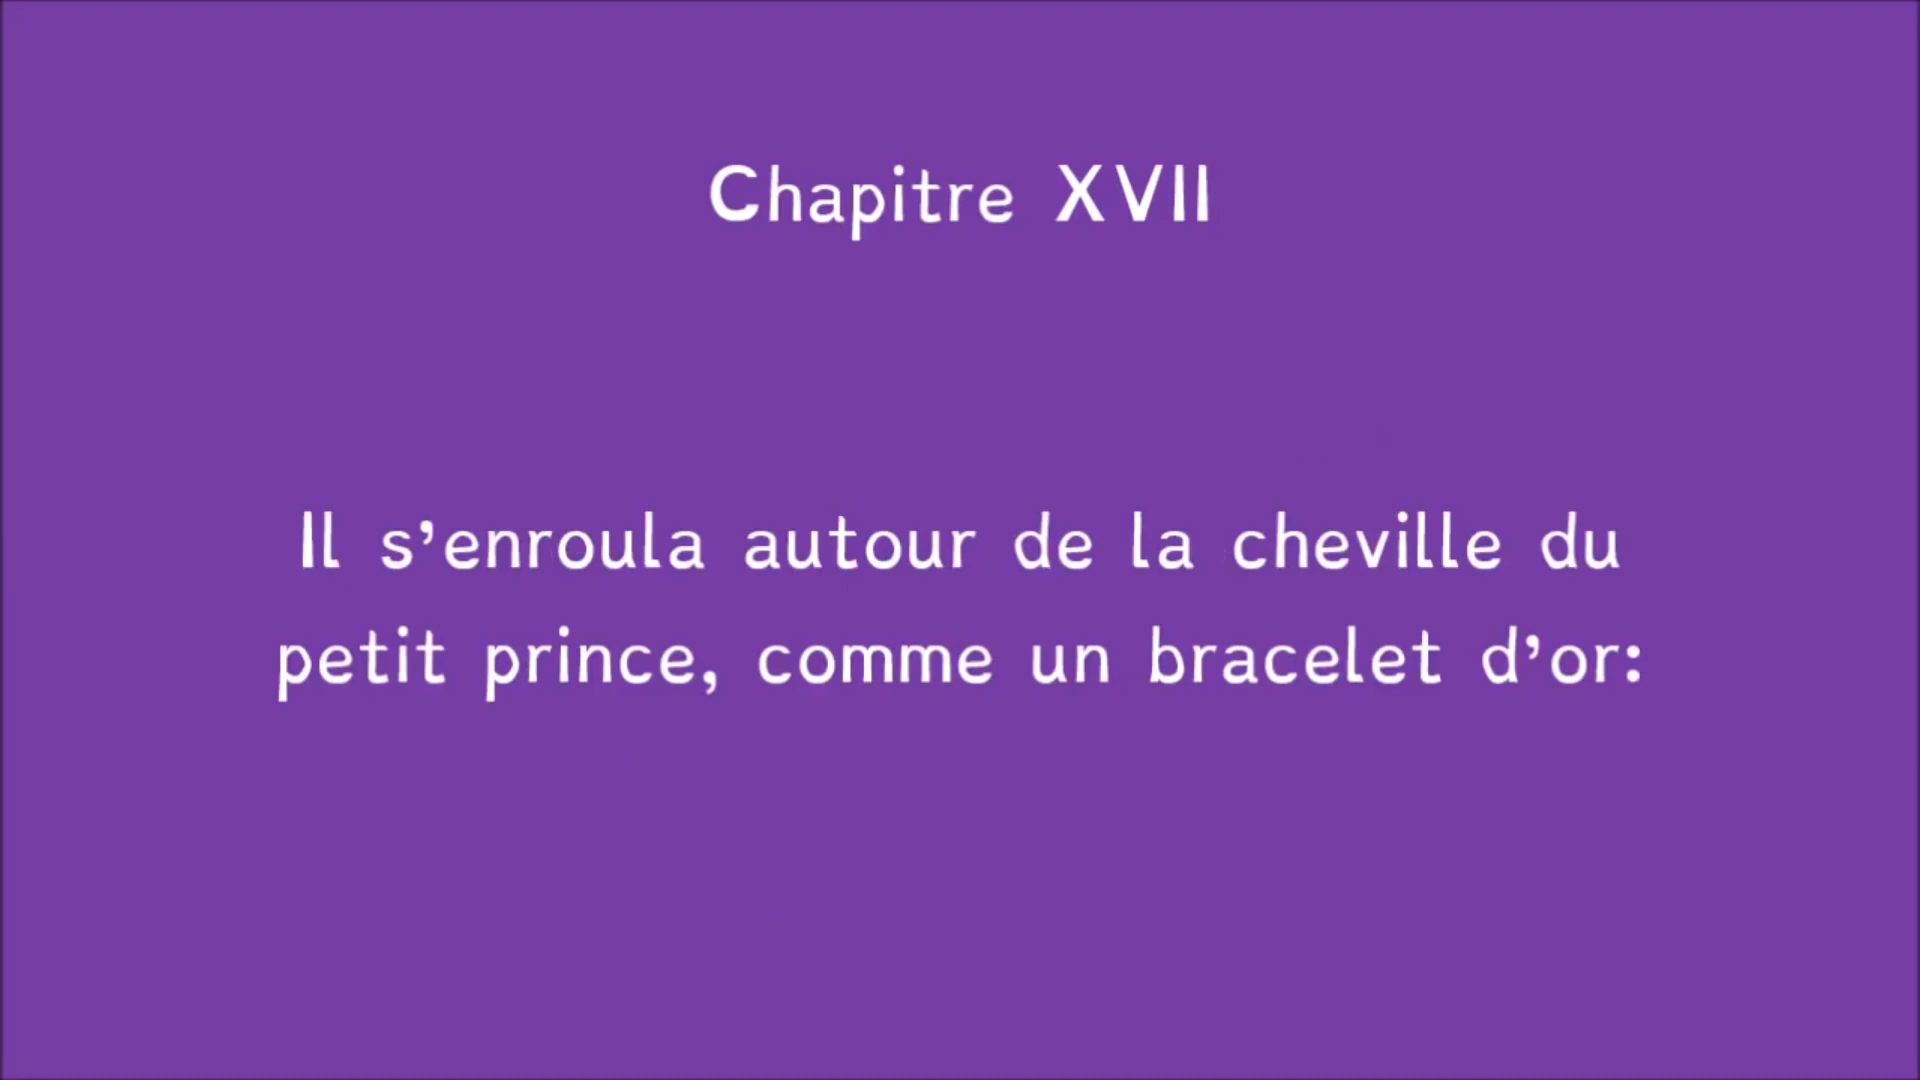 Chapitre XVII
Il s’enroula autour de la cheville du
petit prince, comme un bracelet d’or: